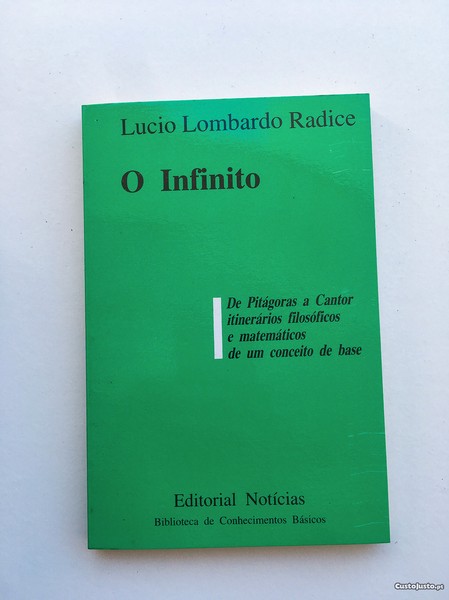 Lucio Lombardo Radice
O Infinito
De Pitágoras a Cantor
itinerários filosóficos
e matemáticos
de um conceito de base
Editorial Notícias
Biblioteca de Conhecimentos Básicos
CustoJusto.pt